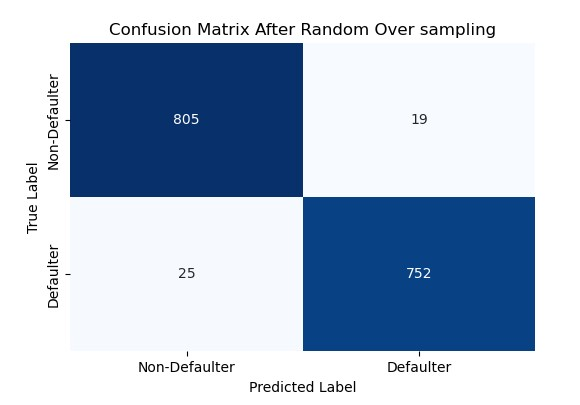 Confusion Matrix After Random Over sampling
True Label
Non-Defaulter
805
19
Defaulter
25
752
Non-Defaulter
Defaulter
Predicted Label